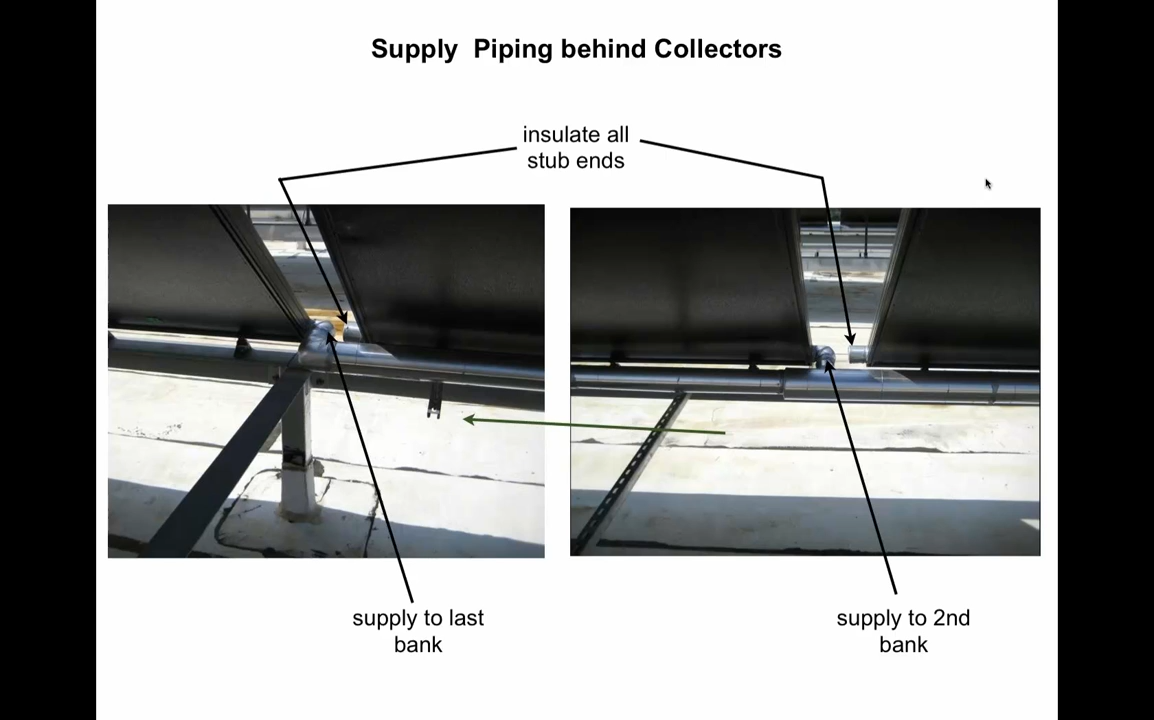 Supply  Piping behind Collectors
insulate all
stub ends
supply to last
bank
supply to 2nd
bank